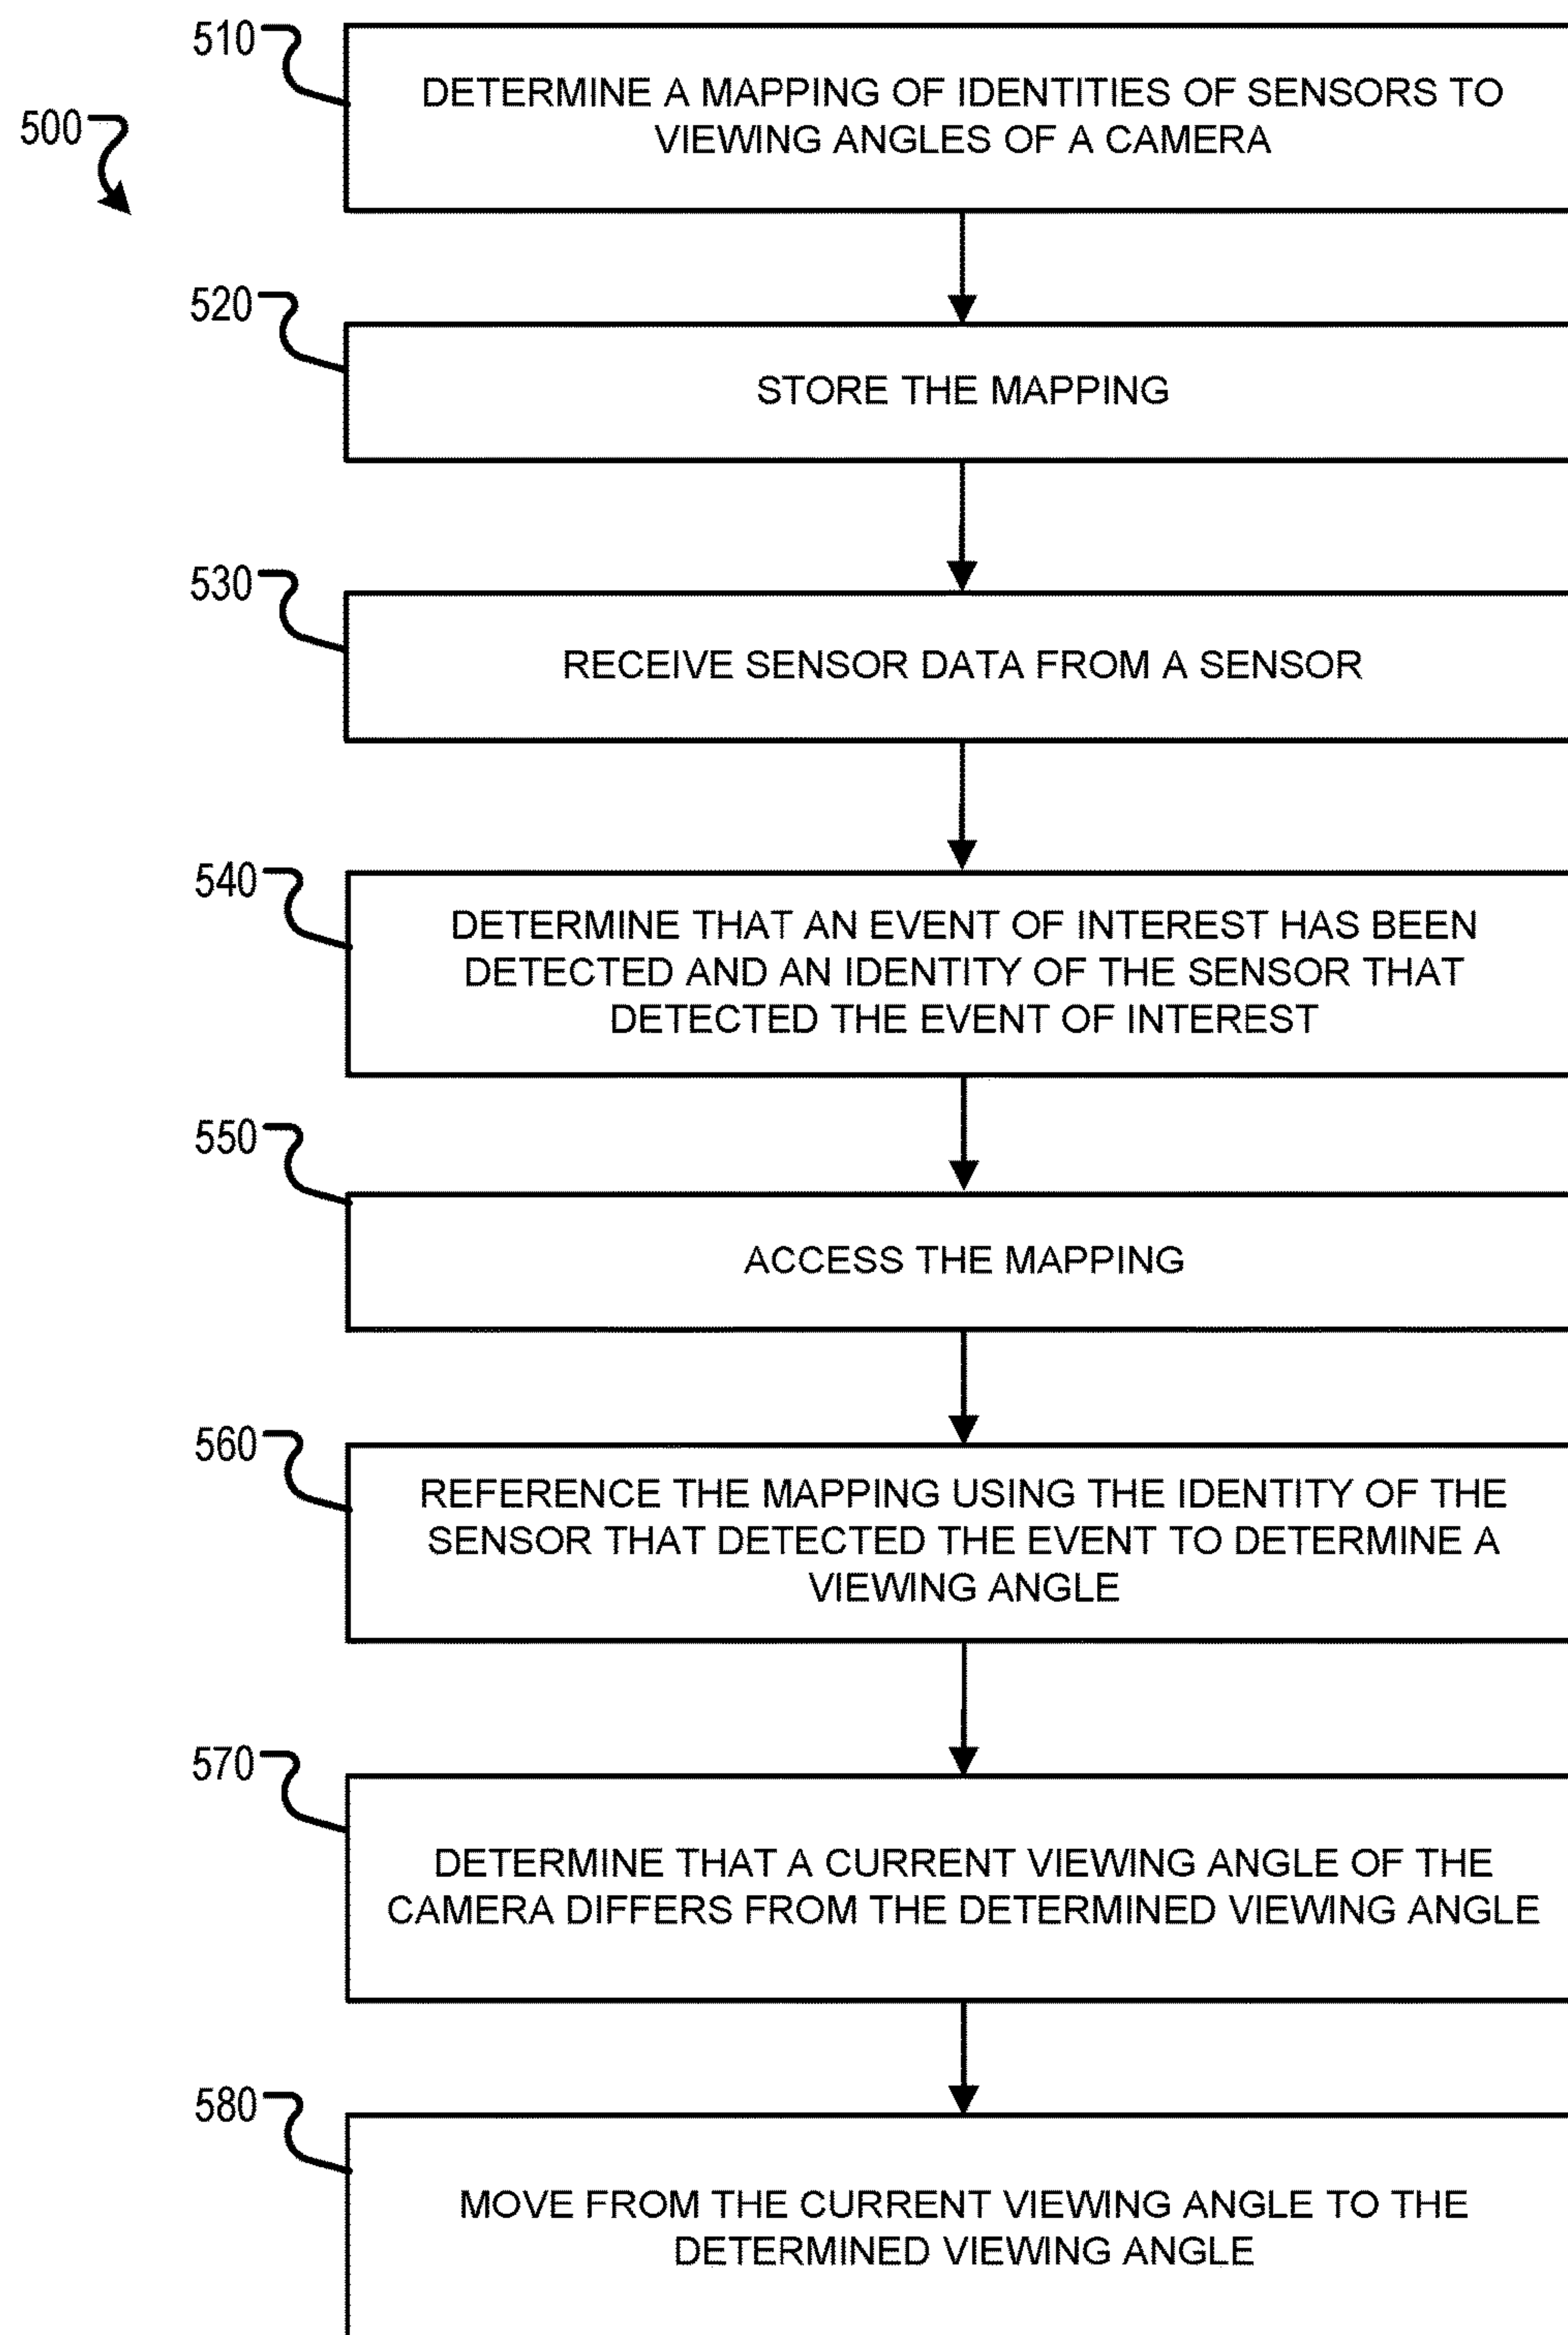 510
DETERMINE A MAPPING OF IDENTITIES OF SENSORS TO
VIEWING ANGLES OF A CAMERA
500
520
STORE THE MAPPING
530
RECEIVE SENSOR DATA FROM A SENSOR
540
DETERMINE THAT AN EVENT OF INTEREST HAS BEEN
DETECTED AND AN IDENTITY OF THE SENSOR THAT
DETECTED THE EVENT OF INTEREST
550
ACCESS THE MAPPING
560
REFERENCE THE MAPPING USING THE IDENTITY OF THE
SENSOR THAT DETECTED THE EVENT TO DETERMINE A
VIEWING ANGLE
570
DETERMINE THAT A CURRENT VIEWING ANGLE OF THE
CAMERA DIFFERS FROM THE DETERMINED VIEWING ANGLE
580
MOVE FROM THE CURRENT VIEWING ANGLE TO THE
DETERMINED VIEWING ANGLE